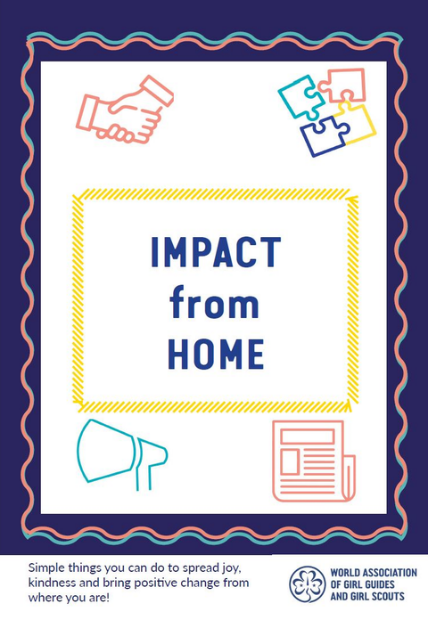 IMPACT
from
HOME
Simple things you can do to spread joy,
kindness and bring positive change from
where you are!
WORLD ASSOCIATION
OF GIRL GUIDES
AND GIRL SCOUTS